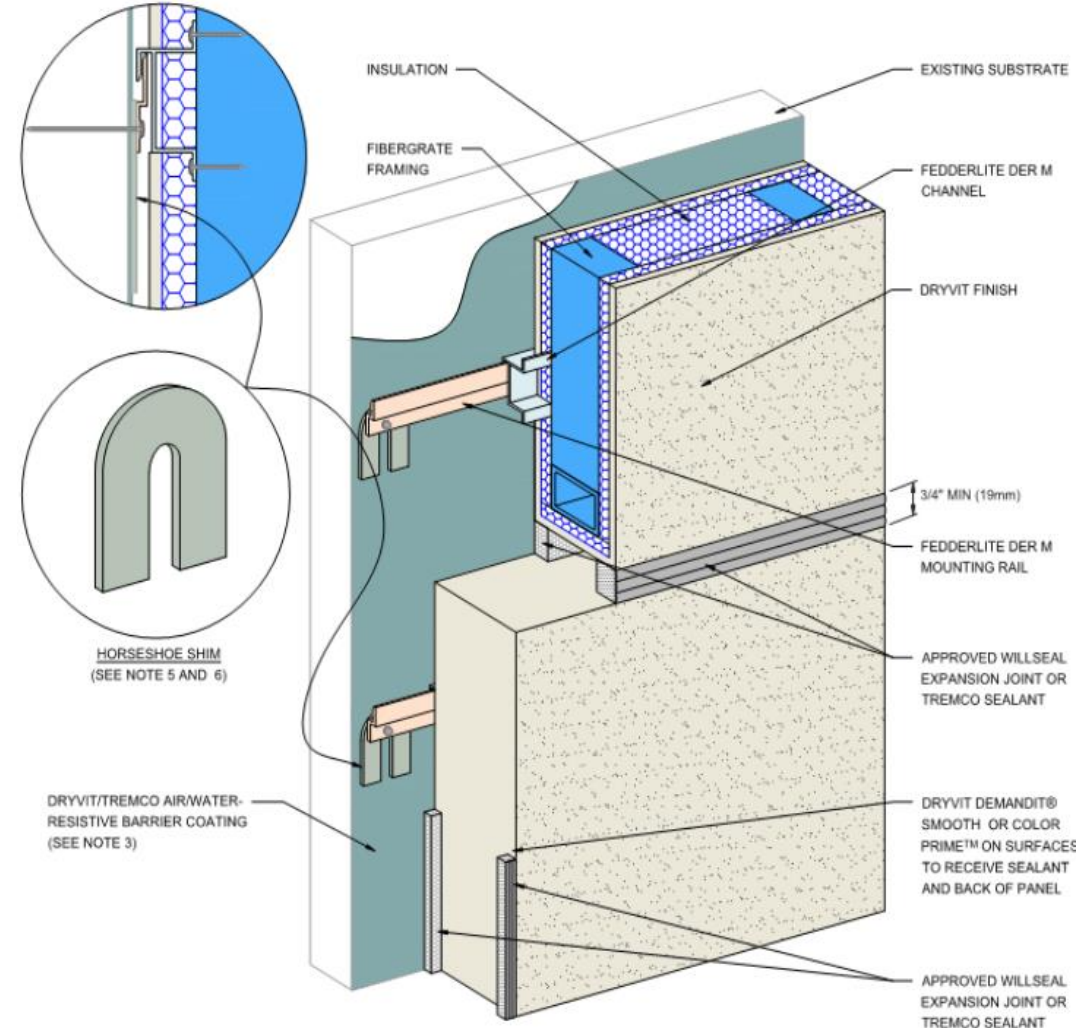 INSULATION
FIBERGRATE
FRAMING
EXISTING SUBSTRATE
FEDDERLITE DER M
CHANNEL
DRYVIT FINISH
3/4" MIN (19mm)
FEDDERLITE DER M
MOUNTING RAIL
HORSESHOE SHIM
(SEE NOTE 5 AND 6)
APPROVED WILLSEAL
EXPANSION JOINT OR
TREMCO SEALANT
DRYVIT/TREMCO AIR/WATER-
RESISTIVE BARRIER COATING
(SEE NOTE 3)
DRYVIT DEMANDIT®
SMOOTH OR COLOR
PRIME™ ON SURFACES
TO RECEIVE SEALANT
AND BACK OF PANEL
APPROVED WILLSEAL
EXPANSION JOINT OR
TREMCO SEALANT